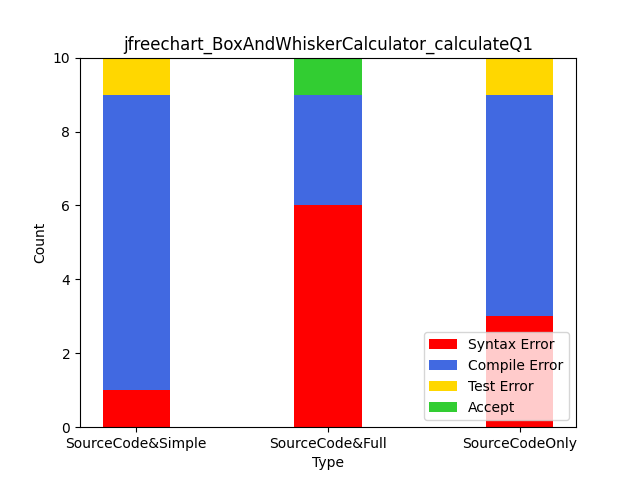 jfreechart_BoxAndWhiskerCalculator_calculateQ1
10
8
6
4
2
0
Count
SourceCode&Simple
SourceCode&Full
SourceCodeOnly
Type
Syntax Error
Compile Error
Test Error
Accept